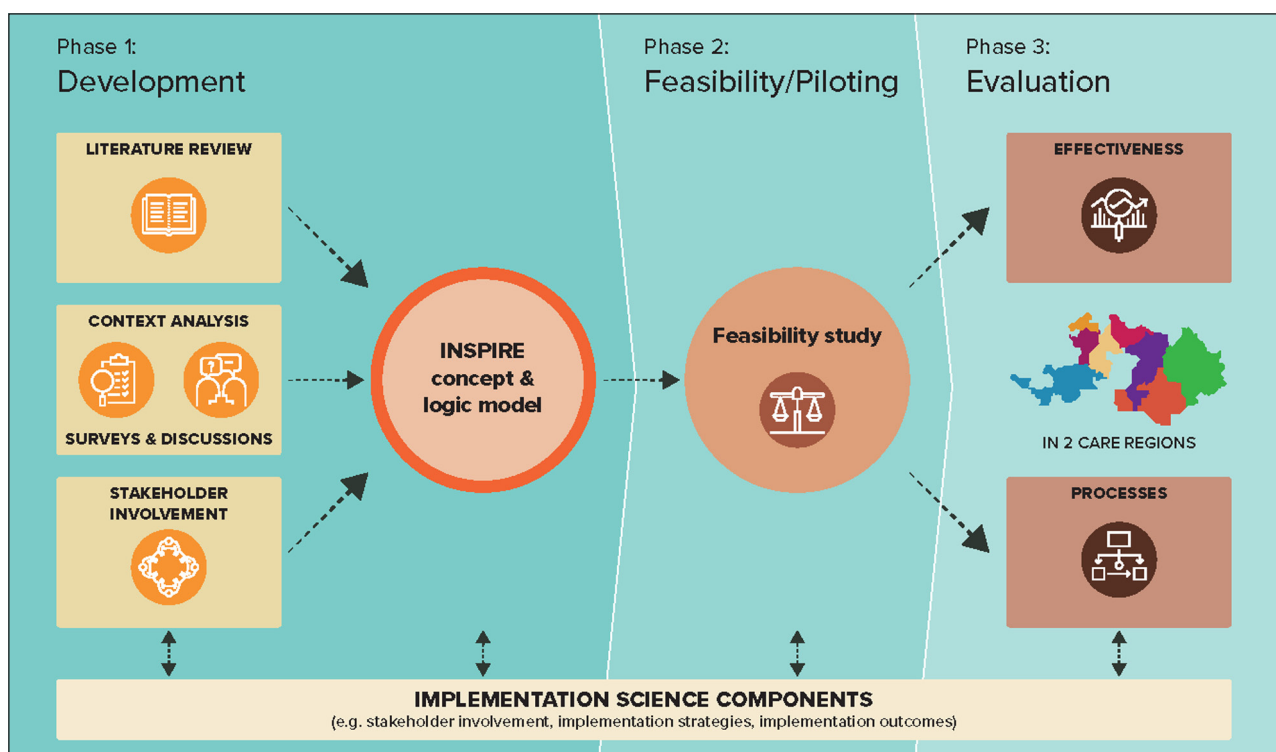 Phase 1:
Development
LITERATURE REVIEW
CONTEXT ANALYSIS
?
SURVEYS & DISCUSSIONS
STAKEHOLDER
INVOLVEMENT
INSPIRE
concept &
logic model
Phase 2:
Feasibility/Piloting
Feasibility study
Phase 3:
Evaluation
EFFECTIVENESS
IN 2 CARE REGIONS
PROCESSES
IMPLEMENTATION SCIENCE COMPONENTS
(e.g. stakeholder involvement, implementation strategies, implementation outcomes)